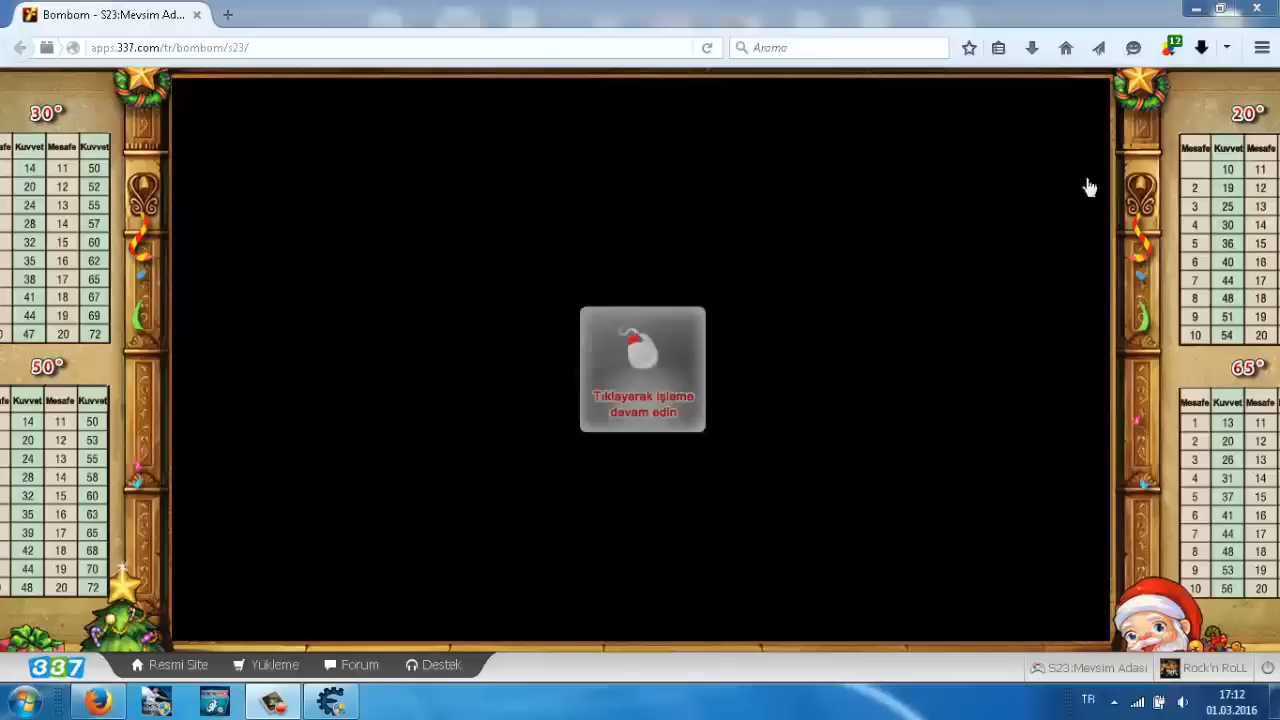 Bombom - S23:Mevsim Ad...
apps.337.com/tr/bombom/s23/
Arama
12
30°
Kuvvet Mesafe Kuvvet
14 11 50
20 12 52
24 13 55
28 14 57
32 15 60
35 16 62
38 17 65
41 18 67
44 19 69
47 20 72
50°
Kuvvet Mesafe Kuvvet
14 11 50
20 12 53
24 13 55
28 14 58
32 15 60
35 16 63
39 17 65
42 18 68
44 19 70
48 20 72
Tıklayarak işleme
devam edin
20°
Mesafe Kuvvet Mesafe
10 11
2 19 12
3 25 13
4 30 14
5 36 15
6 40 16
7 44 17
8 48 18
9 51 19
10 54 20
65°
Mesafe Kuvvet Mesafe
1 13 11
2 20 12
3 26 13
4 31 14
5 37 15
6 41 16
7 44 17
8 48 18
9 53 19
10 56 20
337 Resmi Site Yükleme Forum Destek S23:Mevsim Adası Rock'n RoLL
TR 17:12
01.03.2016